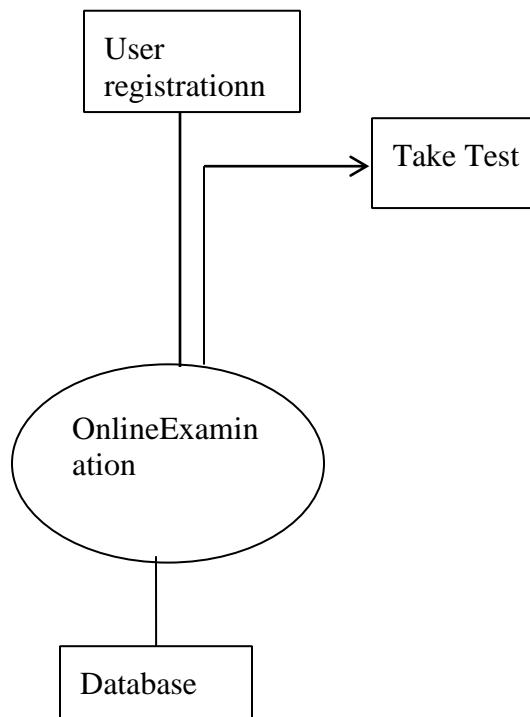 User
registrationn
Take Test
OnlineExamin
ation
Database